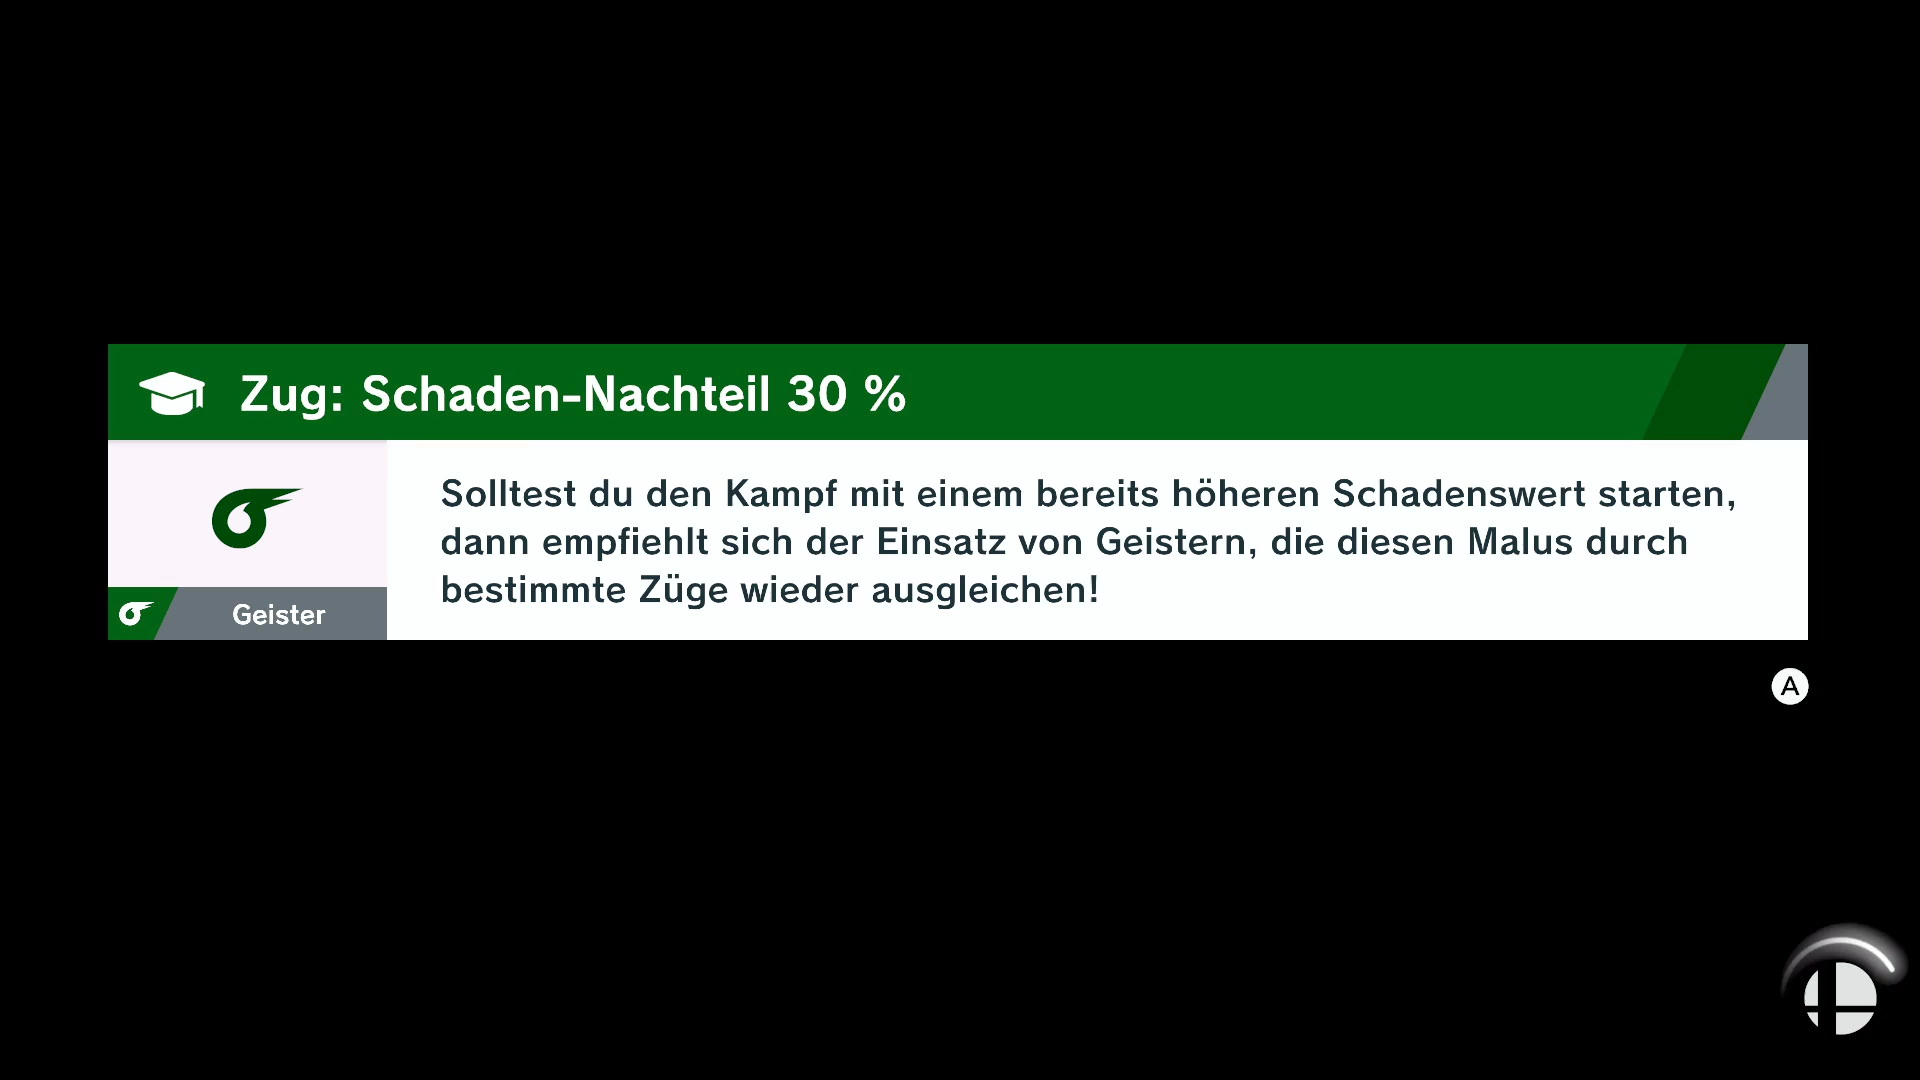 Zug: Schaden-Nachteil 30 %
Solltest du den Kampf mit einem bereits höheren Schadenswert starten,
dann empfiehlt sich der Einsatz von Geistern, die diesen Malus durch
bestimmte Züge wieder ausgleichen!
Geister
A